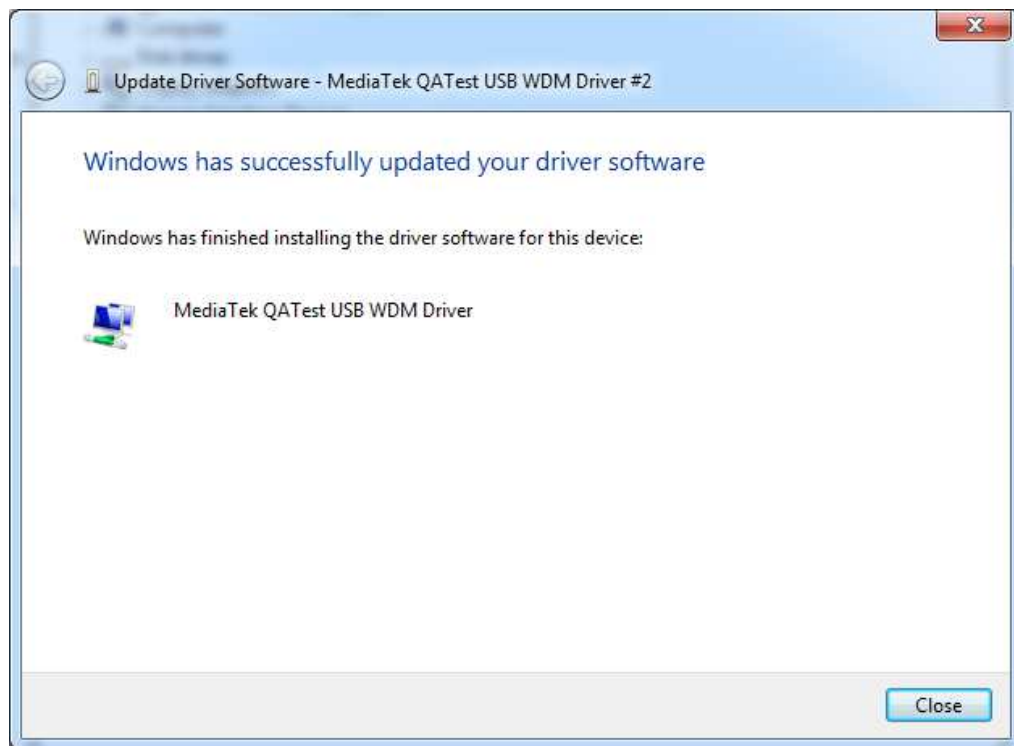 Update Driver Software - MediaTek QATest USB WDM Driver #2
Windows has successfully updated your driver software
Windows has finished installing the driver software for this device:
MediaTek QATest USB WDM Driver
Close